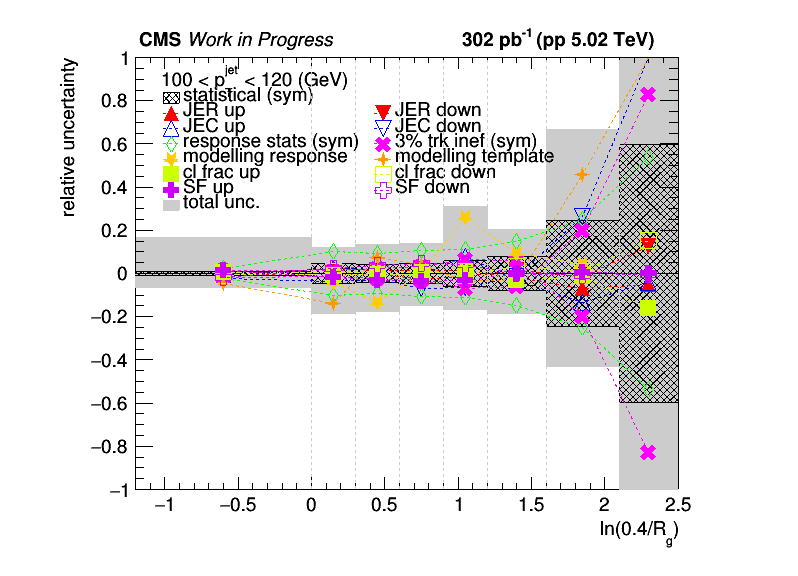 CMS Work in Progress 302 pb-1 (pp 5.02 TeV)
relative uncertainty
100 < pjet < 120 (GeV)
statistical (sym)
JER up JER down
JEC up JEC down
response stats (sym) 3% trk inef (sym)
modelling response modelling template
cl frac up cl frac down
SF up SF down
total unc.
1
0.8
0.6
0.4
0.2
0
−0.2
−0.4
−0.6
−0.8
−1
−1 −0.5 0 0.5 1 1.5 2 2.5
ln(0.4/Rg)